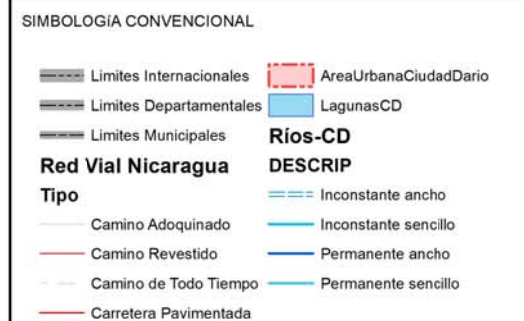 SIMBOLOGíA CONVENCIONAL
Limites Internacionales
Limites Departamentales
Limites Municipales
Red Vial Nicaragua
Tipo
Camino Adoquinado
Camino Revestido
Camino de Todo Tiempo
Carretera Pavimentada
AreaUrbanaCiudadDario
LagunasCD
Ríos-CD
DESCRIP
Inconstante ancho
Inconstante sencillo
Permanente ancho
Permanente sencillo